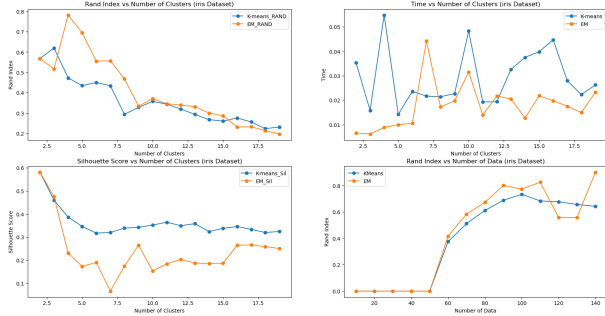 Rand Index vs Number of Clusters (iris Dataset)
K-means_RAND
EM_RAND
Rand Index
0.8
0.7
0.6
0.5
0.4
0.3
0.2
2.5 5.0 7.5 10.0 12.5 15.0 17.5
Number of Clusters
Time vs Number of Clusters (iris Dataset)
K-means
EM
Time
0.05
0.04
0.03
0.02
0.01
2.5 5.0 7.5 10.0 12.5 15.0 17.5
Number of Clusters
Silhouette Score vs Number of Clusters (iris Dataset)
K-means_Sil
EM_Sil
Silhouette Score
0.6
0.5
0.4
0.3
0.2
0.1
2.5 5.0 7.5 10.0 12.5 15.0 17.5
Number of Clusters
Rand Index vs Number of Data (iris Dataset)
KMeans
EM
Rand Index
0.8
0.6
0.4
0.2
0.0
20 40 60 80 100 120 140
Number of Data